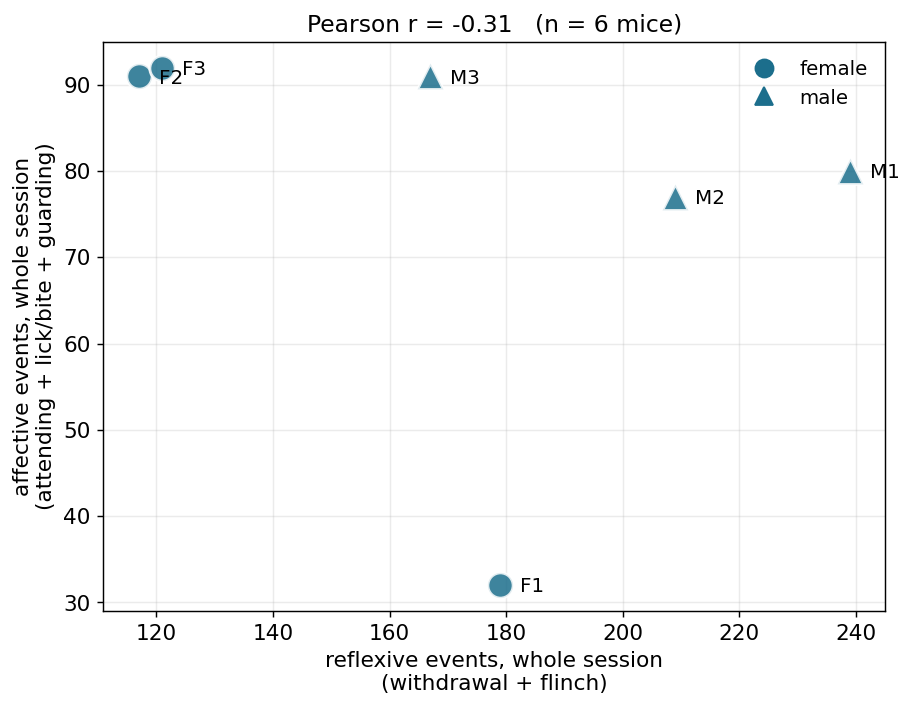 Pearson r = -0.31   (n = 6 mice)
affective events, whole session
(attending + lick/bite + guarding)
90
80
70
60
50
40
30
F2
F3
M3
M2
M1
F1
female
male
120
140
160
180
200
220
240
reflexive events, whole session
(withdrawal + flinch)